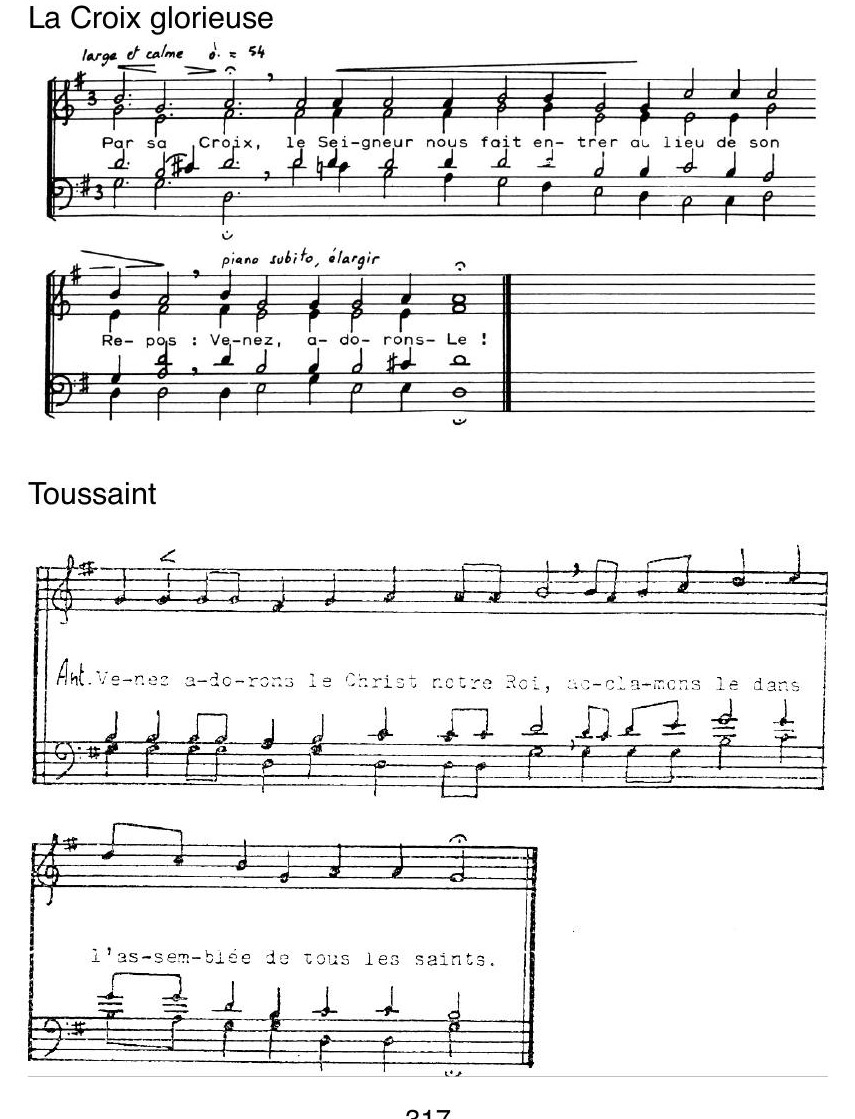 La Croix glorieuse
large et calme = 54
3
Par sa Croix, le Sei-gneur nous fait en- trer au lieu de son
3
piano subito, élargir
Re- pos : Ve-nez, a- do- rons- Le !
Toussaint
Ant. Ve-nez a-do-rons le Christ notre Roi, ac-cla-mons le dans
l'as-sem-blée de tous les saints.
317